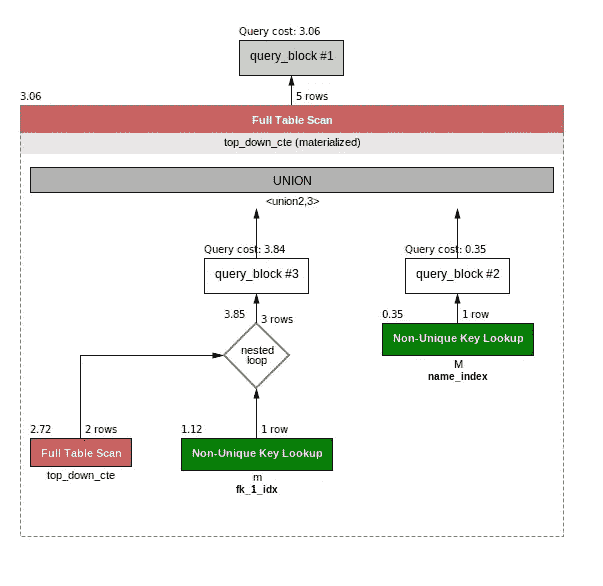 Query cost: 3.06
query_block #1
3.06
5 rows
Full Table Scan
top_down_cte (materialized)
UNION
<union2,3>
Query cost: 3.84
Query cost: 0.35
query_block #3
query_block #2
3.85
3 rows
0.35
1 row
nested
loop
Non-Unique Key Lookup
M
name_index
2.72
2 rows
1.12
1 row
Full Table Scan
Non-Unique Key Lookup
top_down_cte
m
fk_1_idx